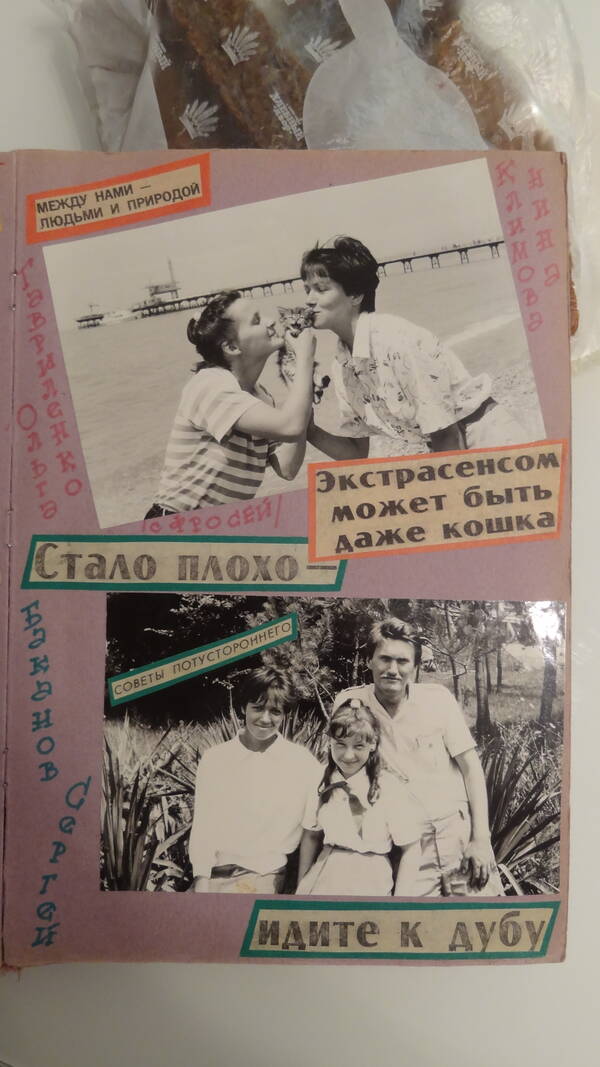 МЕЖДУ НАМИ —
ЛЮДЬМИ И ПРИРОДОЙ
Гавриленко
Ольга
Климова
Нина
/с Фросей/
Экстрасенсом
может быть
даже кошка
Стало плохо —
СОВЕТЫ ПОТУСТОРОННЕГО
Баканов
Сергей
идите к дубу